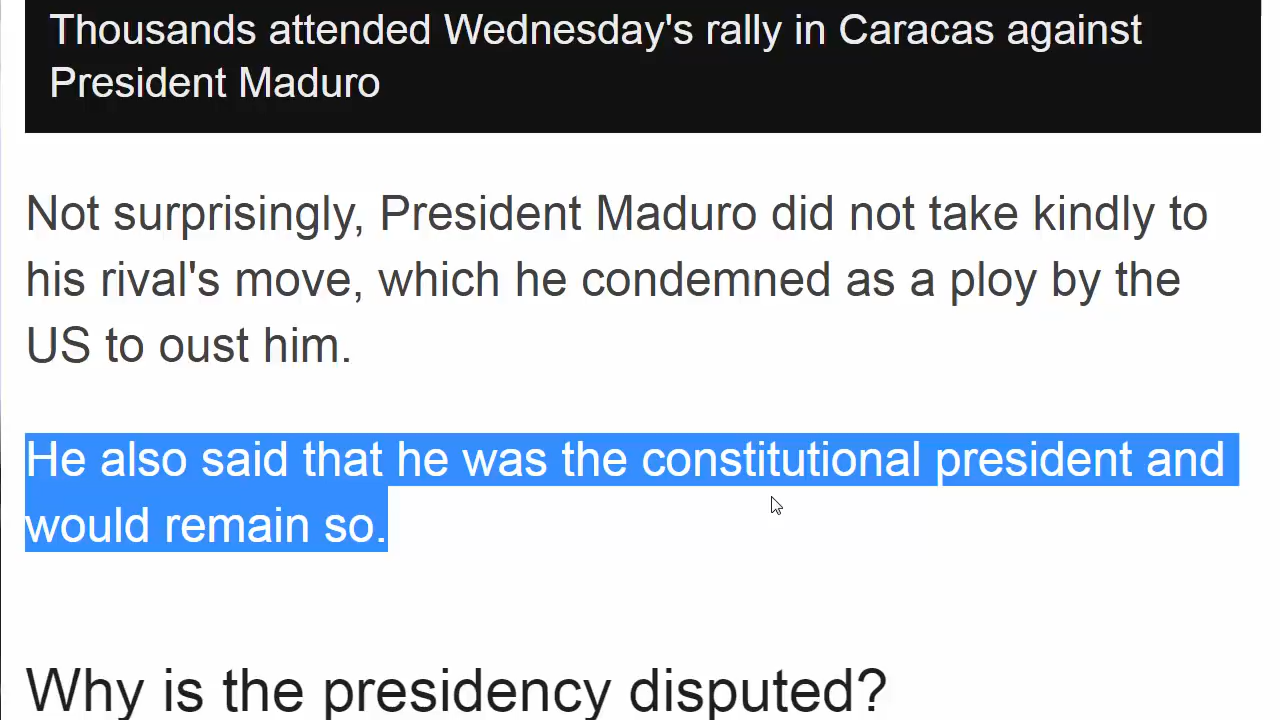 Thousands attended Wednesday's rally in Caracas against
President Maduro
Not surprisingly, President Maduro did not take kindly to
his rival's move, which he condemned as a ploy by the
US to oust him.
He also said that he was the constitutional president and
would remain so.
Why is the presidency disputed?